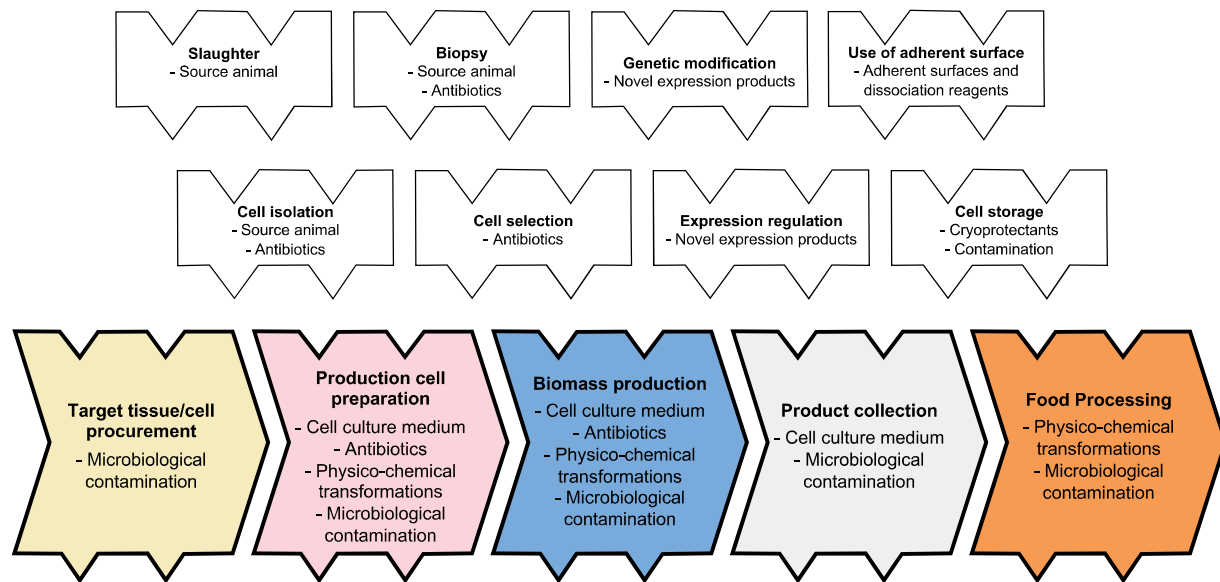 Slaughter
- Source animal
Biopsy
- Source animal
- Antibiotics
Genetic modification
- Novel expression products
Use of adherent surface
- Adherent surfaces and
dissociation reagents
Cell isolation
- Source animal
- Antibiotics
Cell selection
- Antibiotics
Expression regulation
- Novel expression products
Cell storage
- Cryoprotectants
- Contamination
Target tissue/cell
procurement
- Microbiological
contamination
Production cell
preparation
- Cell culture medium
- Antibiotics
- Physico-chemical
transformations
- Microbiological
contamination
Biomass production
- Cell culture medium
- Antibiotics
- Physico-chemical
transformations
- Microbiological
contamination
Product collection
- Cell culture medium
- Microbiological
contamination
Food Processing
- Physico-chemical
transformations
- Microbiological
contamination